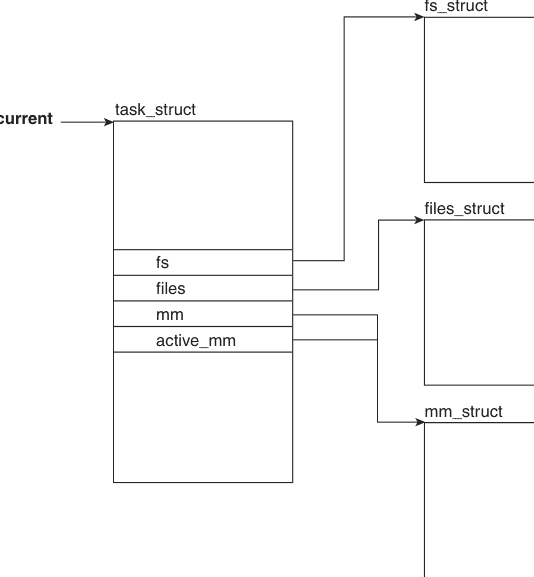 fs_struct
task_struct
current
files_struct
fs
files
mm
active_mm
mm_struct